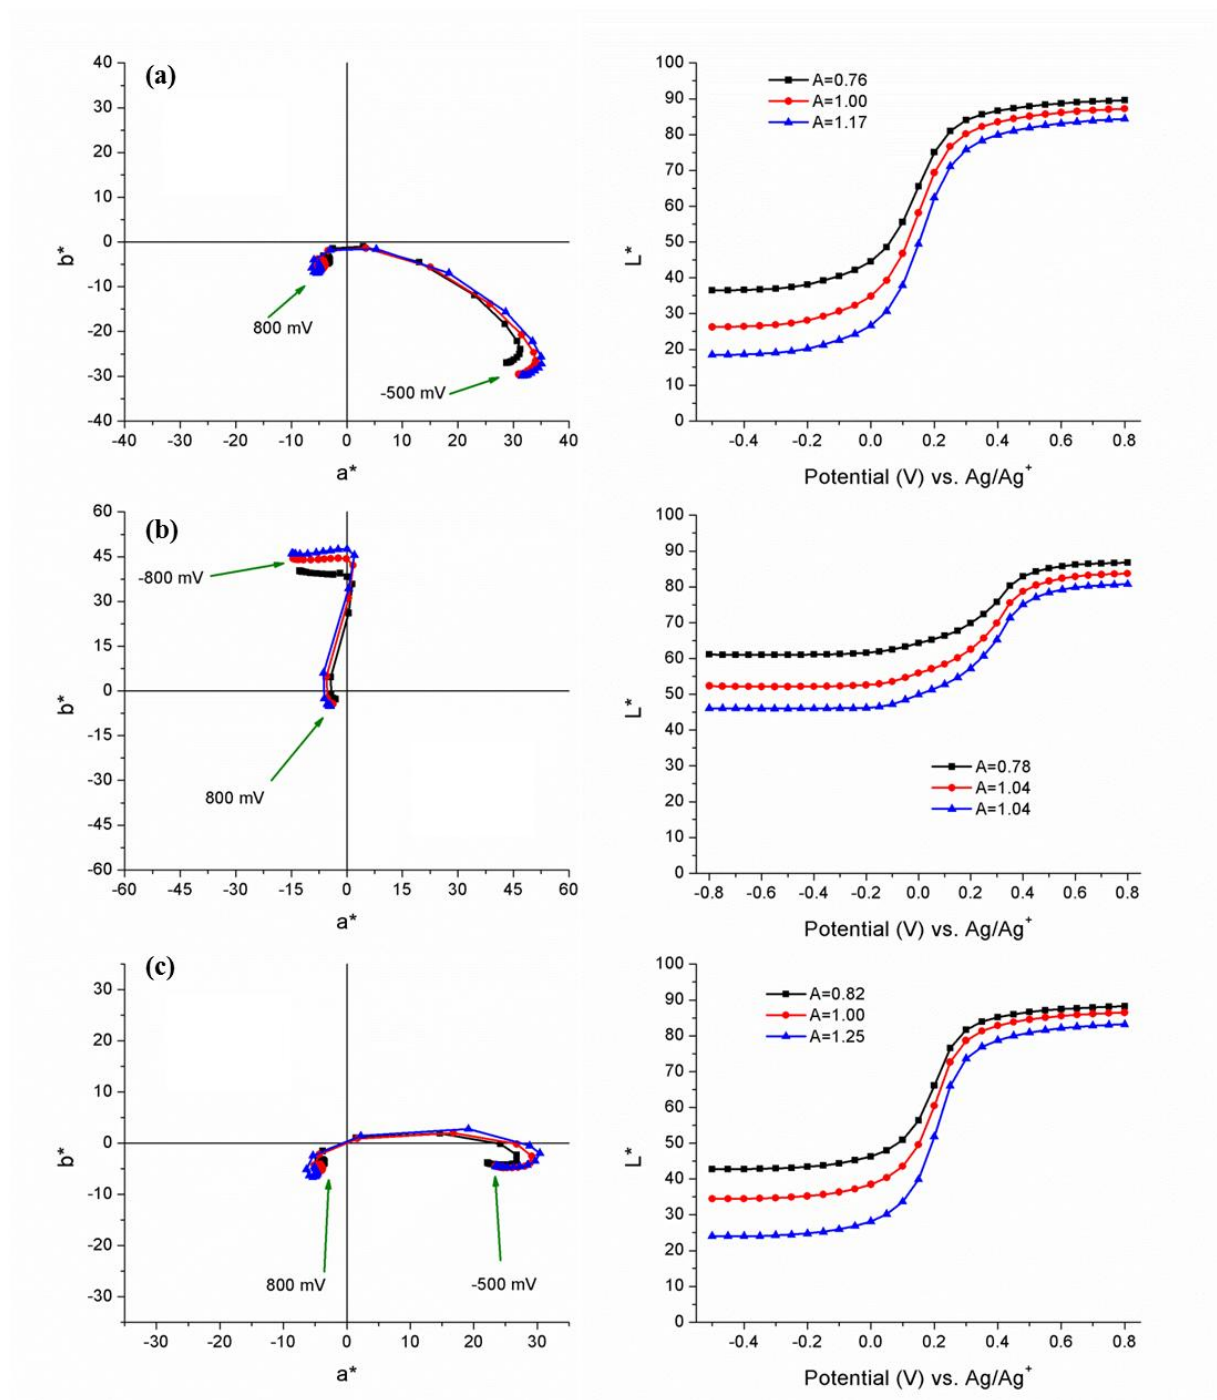 (a)
40
30
20
10
0
-10
-20
-30
-40
b*
800 mV
-500 mV
-40 -30 -20 -10 0 10 20 30 40
a*
100
90
80
70
60
50
40
30
20
10
0
L*
A=0.76
A=1.00
A=1.17
-0.4 -0.2 0.0 0.2 0.4 0.6 0.8
Potential (V) vs. Ag/Ag+
(b)
60
45
30
15
0
-15
-30
-45
-60
b*
-800 mV
800 mV
-60 -45 -30 -15 0 15 30 45 60
a*
100
90
80
70
60
50
40
30
20
10
0
L*
A=0.78
A=1.04
A=1.04
-0.8 -0.6 -0.4 -0.2 0.0 0.2 0.4 0.6 0.8
Potential (V) vs. Ag/Ag+
(c)
30
20
10
0
-10
-20
-30
b*
800 mV
-500 mV
-30 -20 -10 0 10 20 30
a*
100
90
80
70
60
50
40
30
20
10
0
L*
A=0.82
A=1.00
A=1.25
-0.4 -0.2 0.0 0.2 0.4 0.6 0.8
Potential (V) vs. Ag/Ag+